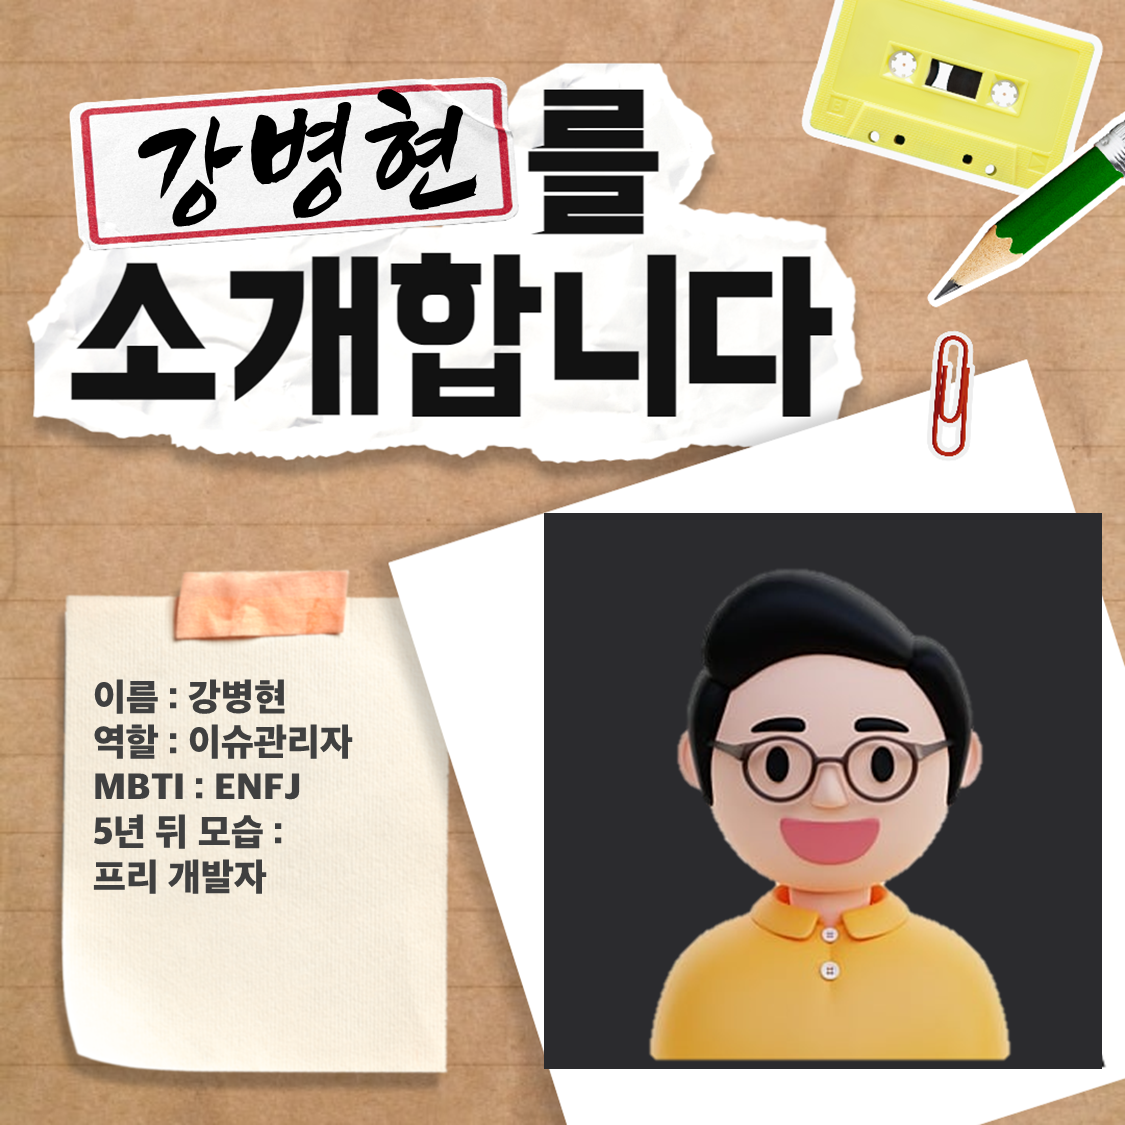 강병현를
소개합니다
이름 : 강병현
역할 : 이슈관리자
MBTI : ENFJ
5년 뒤 모습 :
프리 개발자